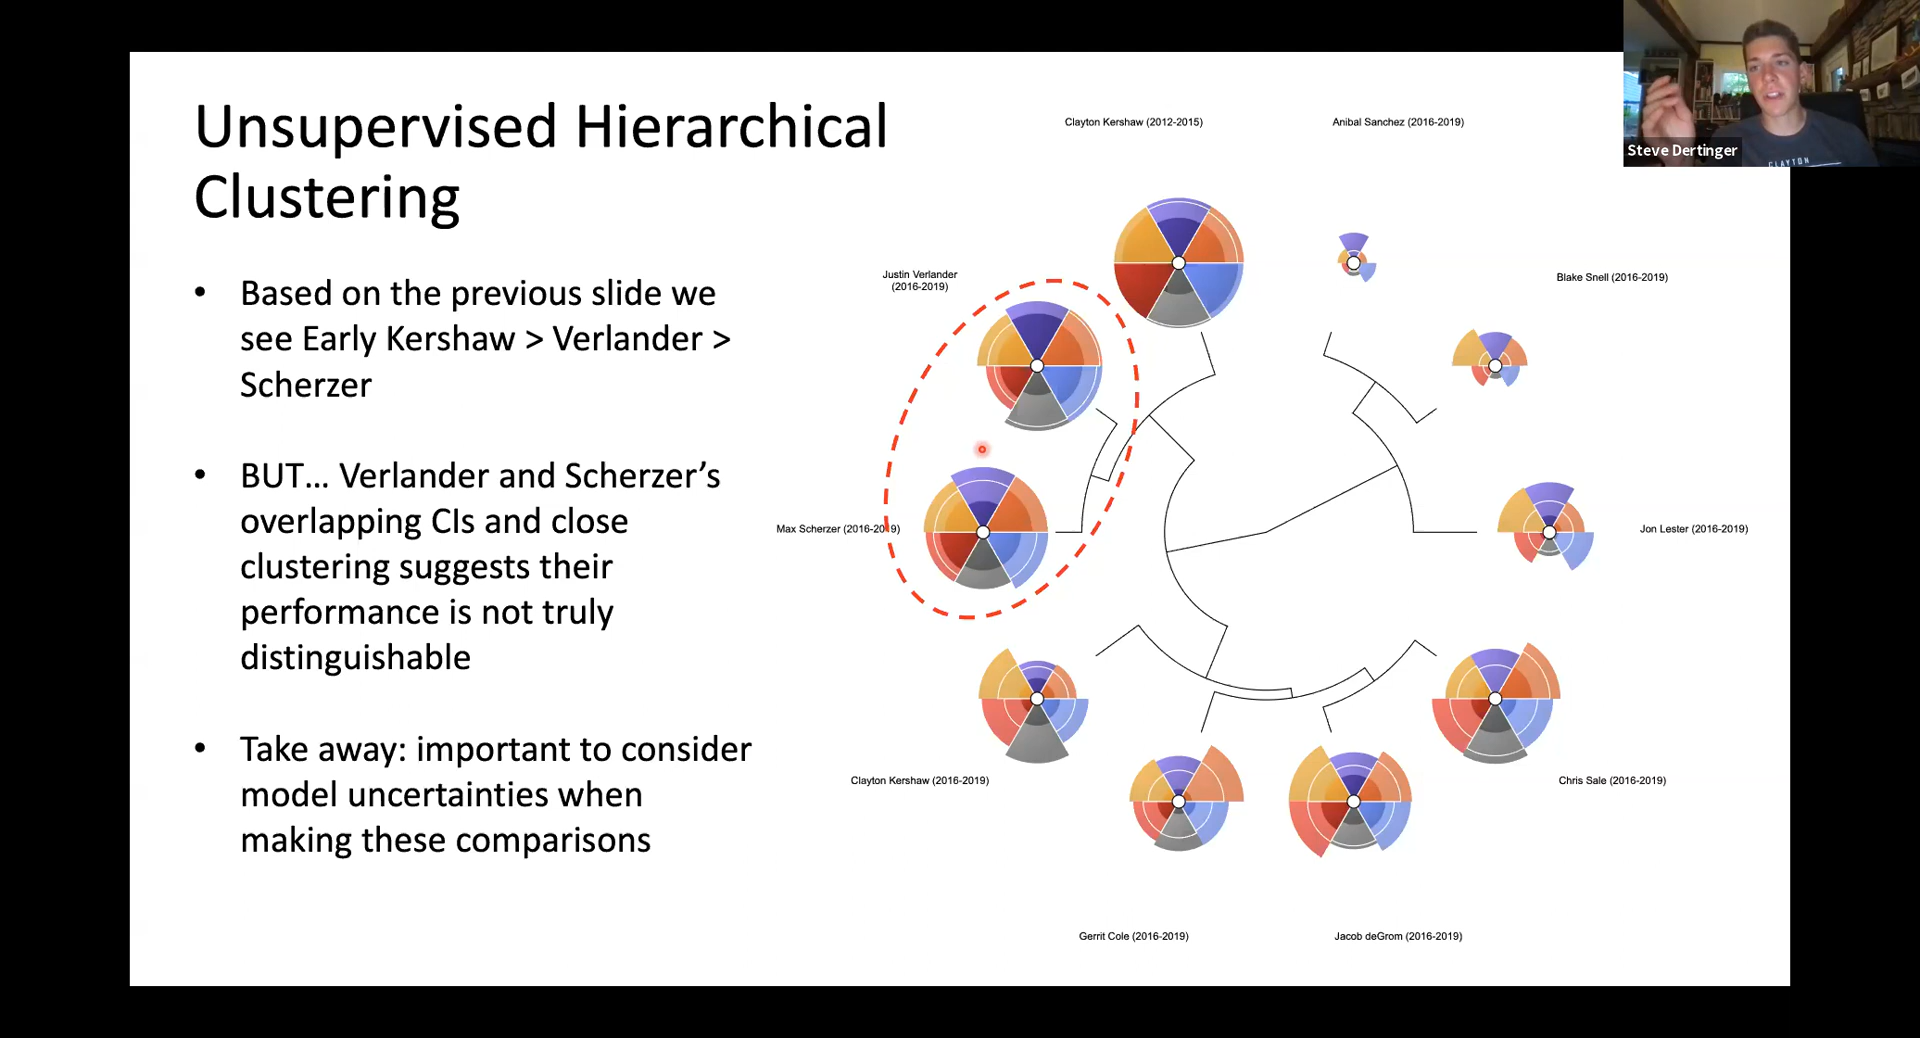 Unsupervised Hierarchical
Clustering
• Based on the previous slide we
see Early Kershaw > Verlander >
Scherzer
• BUT… Verlander and Scherzer’s
overlapping CIs and close
clustering suggests their
performance is not truly
distinguishable
• Take away: important to consider
model uncertainties when
making these comparisons
Clayton Kershaw (2012-2015)
Anibal Sanchez (2016-2019)
Justin Verlander
(2016-2019)
Blake Snell (2016-2019)
Max Scherzer (2016-2019)
Jon Lester (2016-2019)
Clayton Kershaw (2016-2019)
Chris Sale (2016-2019)
Gerrit Cole (2016-2019)
Jacob deGrom (2016-2019)
Steve Dertinger
CLAYTON